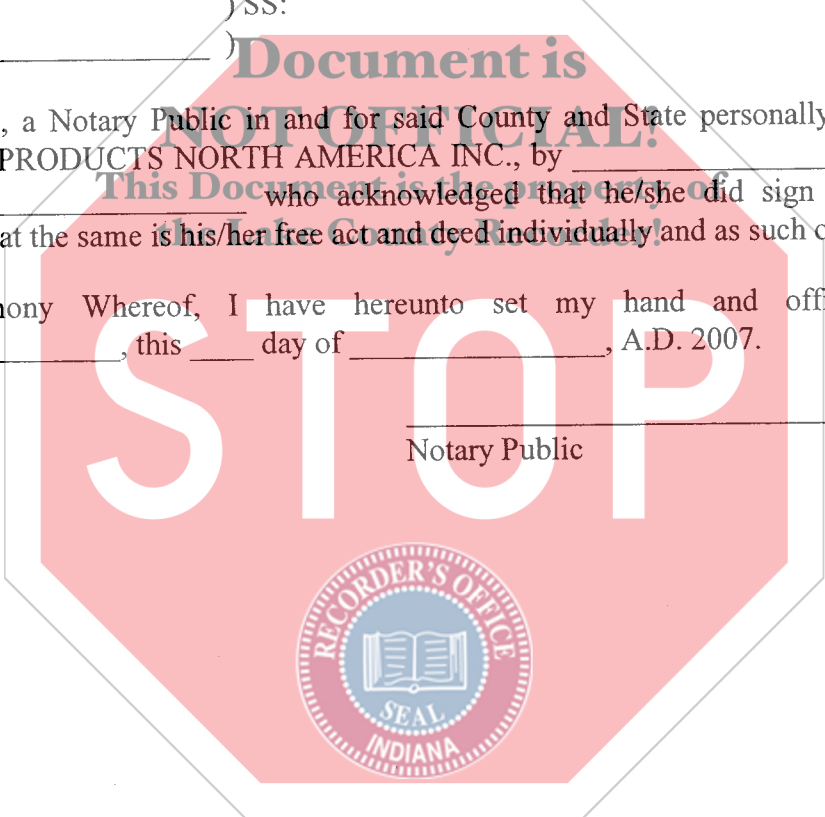 ) SS:
)
Document is
, a Notary Public in and for said County and State personally
NOT OFFICIAL!
PRODUCTS NORTH AMERICA INC., by
This Document is the property of
who acknowledged that he/she did sign
at the same is his/her free act and deed individually and as such
the Lake County Recorder!
Whereof, I have hereunto set my hand and
, this ____ day of ____, A.D. 2007.
STOP
Notary Public
RECORDER'S OFFICE
SEAL
INDIANA